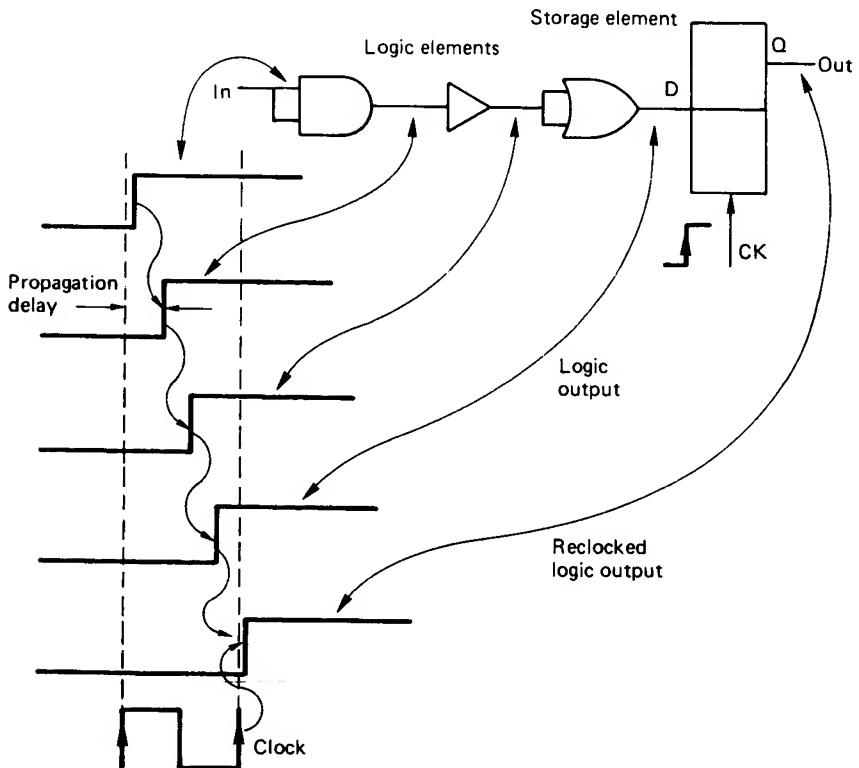 Storage element
Logic elements
Q
Out
In
D
CK
Propagation
delay
Logic
output
Reclocked
logic output
Clock